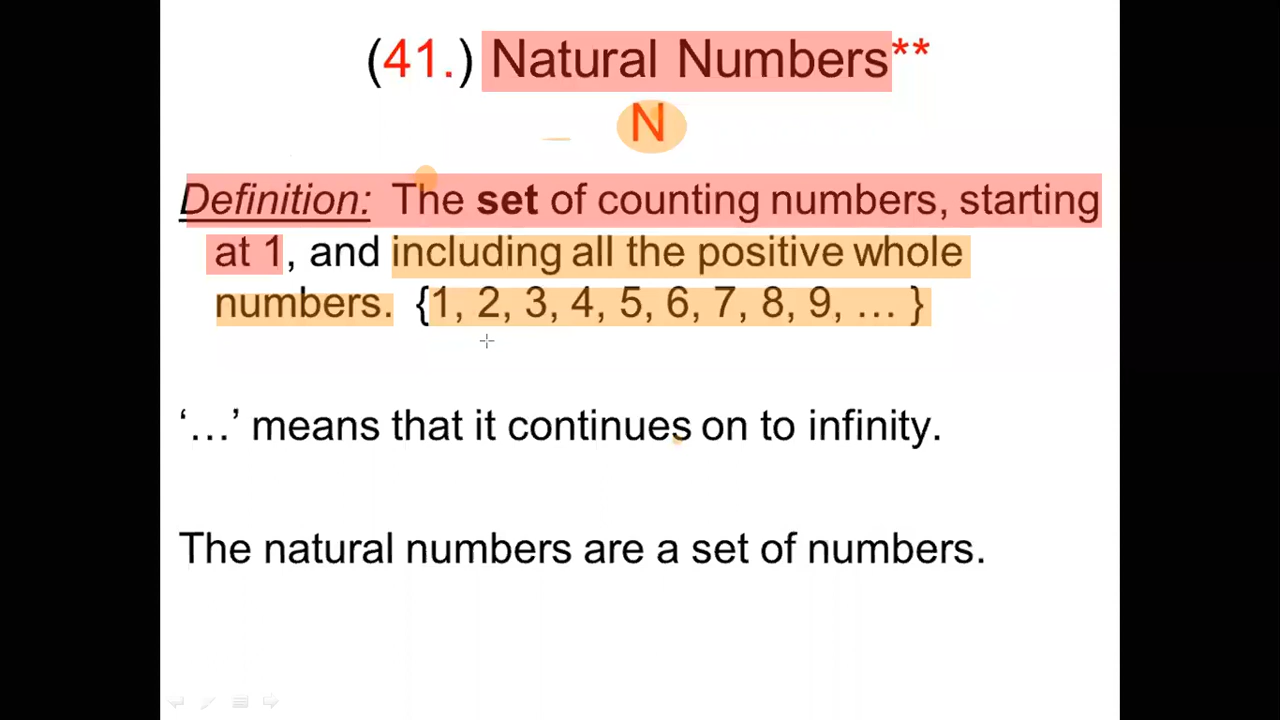 (41.) Natural Numbers**
N
Definition: The set of counting numbers, starting
at 1, and including all the positive whole
numbers. {1, 2, 3, 4, 5, 6, 7, 8, 9, … }
‘…’ means that it continues on to infinity.
The natural numbers are a set of numbers.